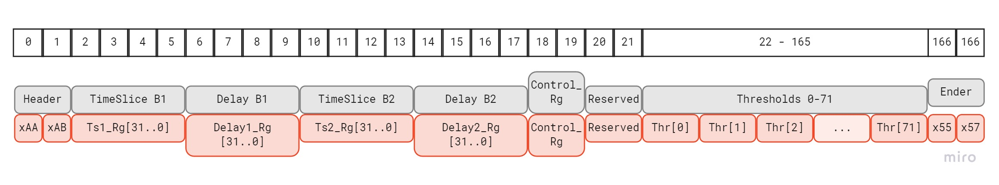 0 1 2 3 4 5 6 7 8 9 10 11 12 13 14 15 16 17 18 19 20 21 22 - 165 166 166
Header TimeSlice B1 Delay B1 TimeSlice B2 Delay B2 Control_
Rg Reserved Thresholds 0-71 Ender
xAA xAB Ts1_Rg[31..0] Delay1_Rg
[31..0] Ts2_Rg[31..0] Delay2_Rg
[31..0] Control_
Rg Reserved Thr[0] Thr[1] Thr[2] ... Thr[71] x55 x57
miro